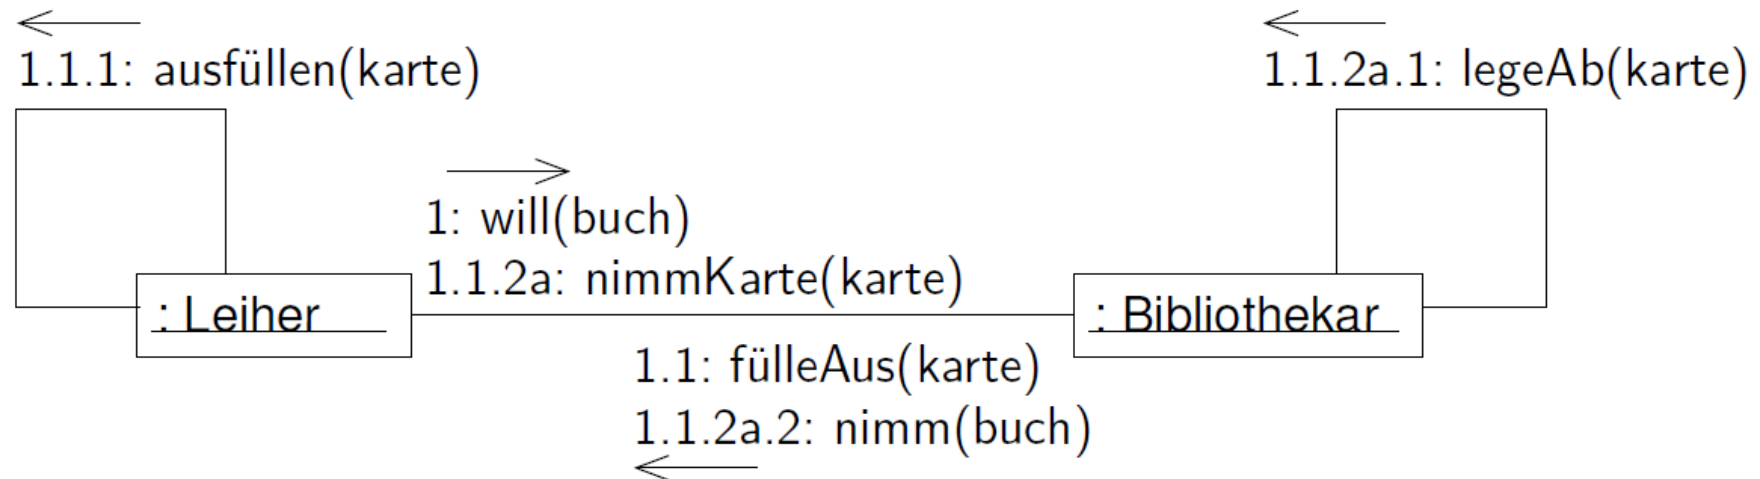 1.1.1: ausfüllen(karte)
1.1.2a.1: legeAb(karte)
1: will(buch)
1.1.2a: nimmKarte(karte)
: Leiher
: Bibliothekar
1.1: fülleAus(karte)
1.1.2a.2: nimm(buch)